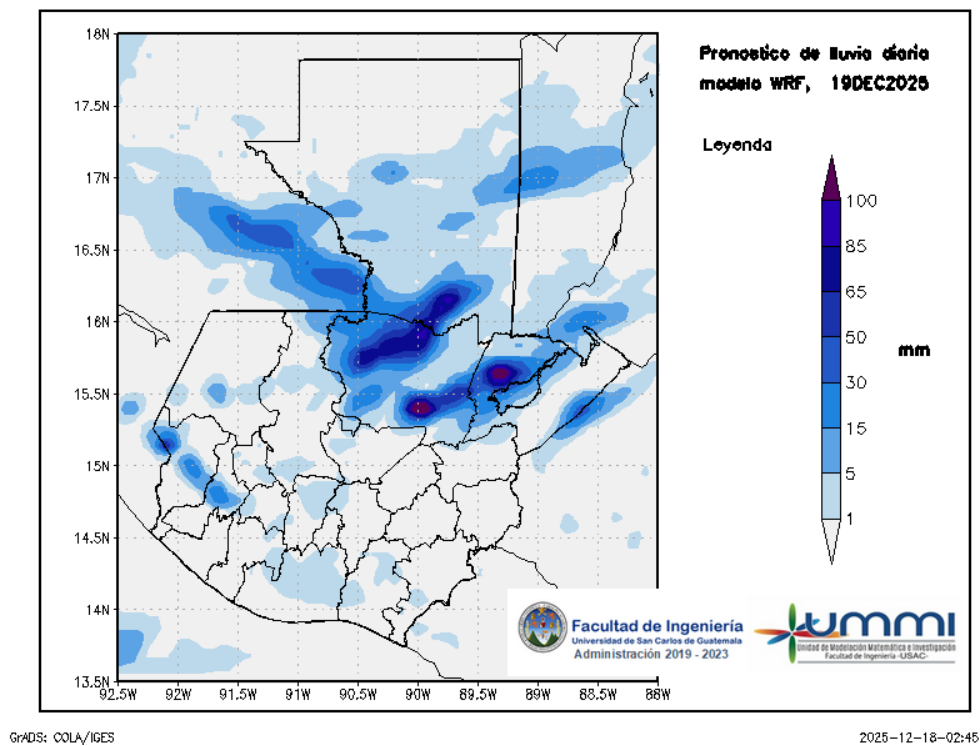 Pronostico de lluvia diaria
modelo WRF, 19DEC2025
Leyenda
100
85
65
50
30
15
5
1
mm
18N
17.5N
17N
16.5N
16N
15.5N
15N
14.5N
14N
13.5N
92.5W
92W
91.5W
91W
90.5W
90W
89.5W
89W
88.5W
88W
Facultad de Ingeniería
Universidad de San Carlos de Guatemala
Administración 2019 - 2023
ummi
Unidad de Modelación Matemática e Investigación
Facultad de Ingeniería -USAC-
GrADS: COLA/IGES
2025-12-18-02:46